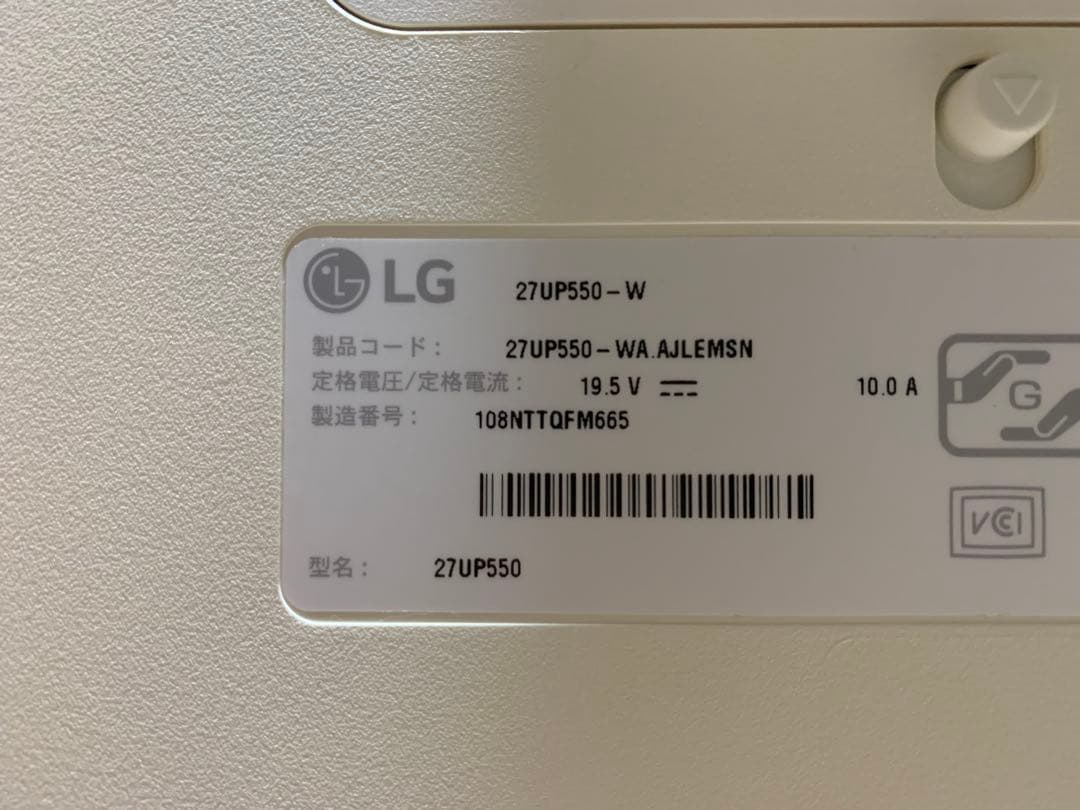 LG 27UP550-W
製品コード: 27UP550-WA.AJLEMSN
定格電圧/定格電流: 19.5 V 10.0 A
製造番号: 108NTTQFM665
G
VCCI
型名: 27UP550